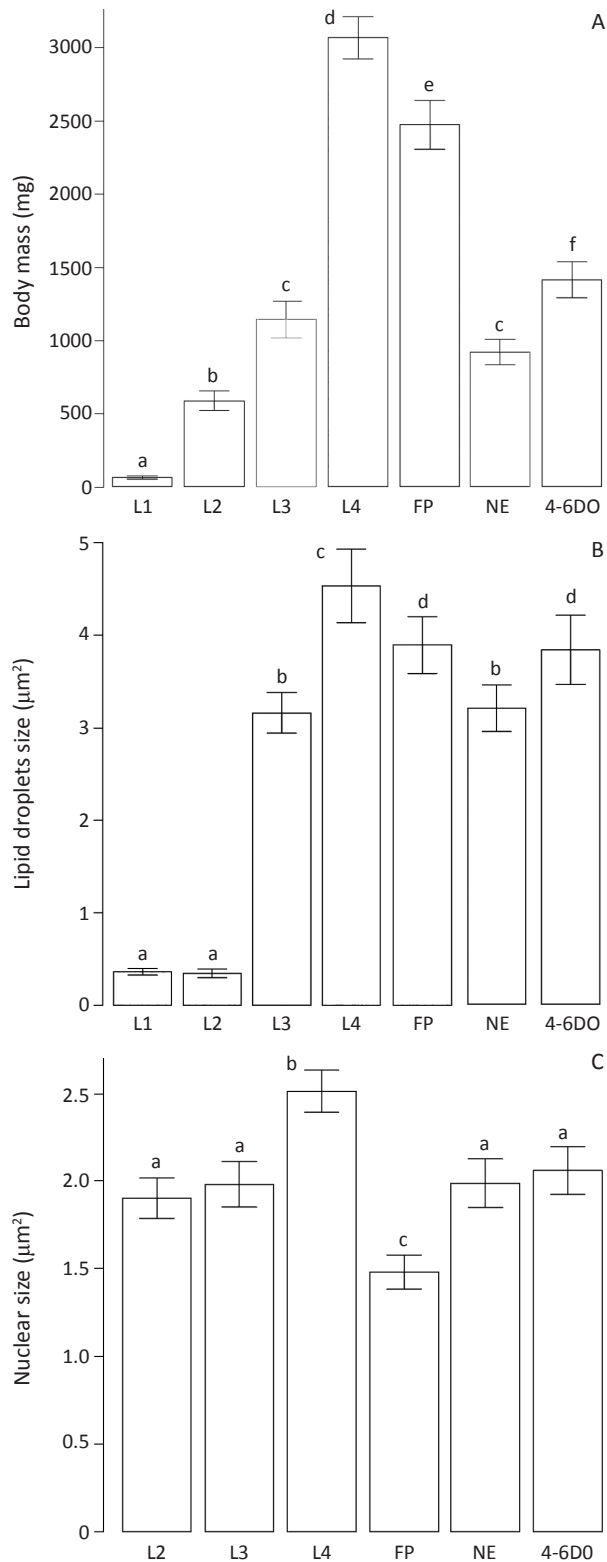 A
d
3000
e
2500
Body mass (mg)
2000
f
1500
c
c
1000
b
500
a
0
L1 L2 L3 L4 FP NE 4-6DO
5
B
c
d
d
4
b
b
Lipid droplets size (µm²)
3
2
1
a a
0
L1 L2 L3 L4 FP NE 4-6DO
C
b
2.5
a a a a
2.0
c
1.5
Nuclear size (µm²)
1.0
0.5
0
L2 L3 L4 FP NE 4-6D0